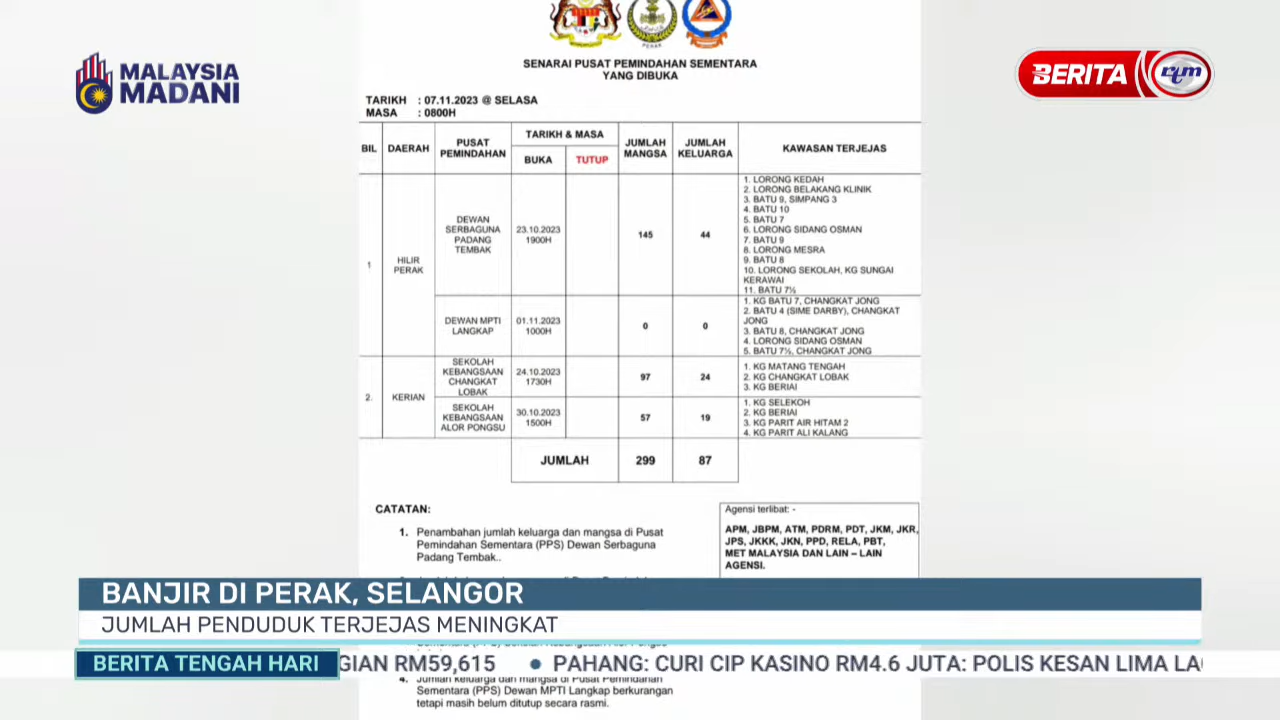 MALAYSIA
MADANI
BERITA rtm
PERAK
SENARAI PUSAT PEMINDAHAN SEMENTARA
YANG DIBUKA
TARIKH : 07.11.2023 @ SELASA
MASA : 0800H
BIL DAERAH PUSAT PEMINDAHAN TARIKH & MASA JUMLAH MANGSA JUMLAH KELUARGA KAWASAN TERJEJAS
BUKA TUTUP
1 HILIR PERAK
DEWAN SERBAGUNA PADANG TEMBAK 23.10.2023 1900H 145 44
1. LORONG KEDAH
2. LORONG BELAKANG KLINIK
3. BATU 9, SIMPANG 3
4. BATU 10
5. BATU 7
6. LORONG SIDANG OSMAN
7. BATU 9
8. LORONG MESRA
9. BATU 8
10. LORONG SEKOLAH, KG SUNGAI
KERAWAI
11. BATU 7½
DEWAN MPTI LANGKAP 01.11.2023 1000H 0 0
1. KG BATU 7, CHANGKAT JONG
2. BATU 4 (SIME DARBY), CHANGKAT
JONG
3. BATU 8, CHANGKAT JONG
4. LORONG SIDANG OSMAN
5. BATU 7½, CHANGKAT JONG
2. KERIAN
SEKOLAH KEBANGSAAN CHANGKAT LOBAK 24.10.2023 1730H 97 24
1. KG MATANG TENGAH
2. KG CHANGKAT LOBAK
3. KG BERIAI
SEKOLAH KEBANGSAAN ALOR PONGSU 30.10.2023 1500H 57 19
1. KG SELEKOH
2. KG BERIAI
3. KG PARIT AIR HITAM 2
4. KG PARIT ALI KALANG
JUMLAH 299 87
CATATAN:
1. Penambahan jumlah keluarga dan mangsa di Pusat
Pemindahan Sementara (PPS) Dewan Serbaguna
Padang Tembak..
Agensi terlibat: -
APM, JBPM, ATM, PDRM, PDT, JKM, JKR,
JPS, JKKK, JKN, PPD, RELA, PBT,
MET MALAYSIA DAN LAIN – LAIN
AGENSI.
BANJIR DI PERAK, SELANGOR
JUMLAH PENDUDUK TERJEJAS MENINGKAT
BERITA TENGAH HARI GIAN RM59,615 ● PAHANG: CURI CIP KASINO RM4.6 JUTA: POLIS KESAN LIMA
4. Jumlah keluarga dan mangsa di Pusat Pemindahan
Sementara (PPS) Dewan MPTI Langkap berkurangan
tetapi masih belum ditutup secara rasmi.